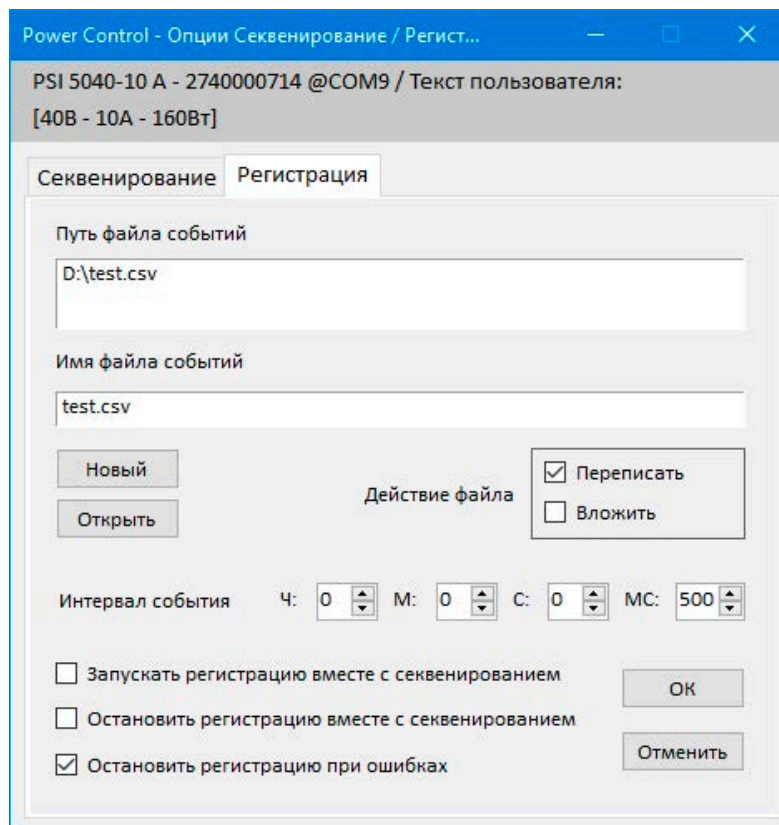 Power Control - Опции Секвенирование / Регист...
PSI 5040-10 A - 2740000714 @COM9 / Текст пользователя:
[40В - 10А - 160Вт]
Секвенирование Регистрация
Путь файла событий
D:\test.csv
Имя файла событий
test.csv
Новый
Открыть
Действие файла
Переписать
Вложить
Интервал события Ч: 0 М: 0 С: 0 МС: 500
Запускать регистрацию вместе с секвенированием
Остановить регистрацию вместе с секвенированием
Остановить регистрацию при ошибках
ОК
Отменить